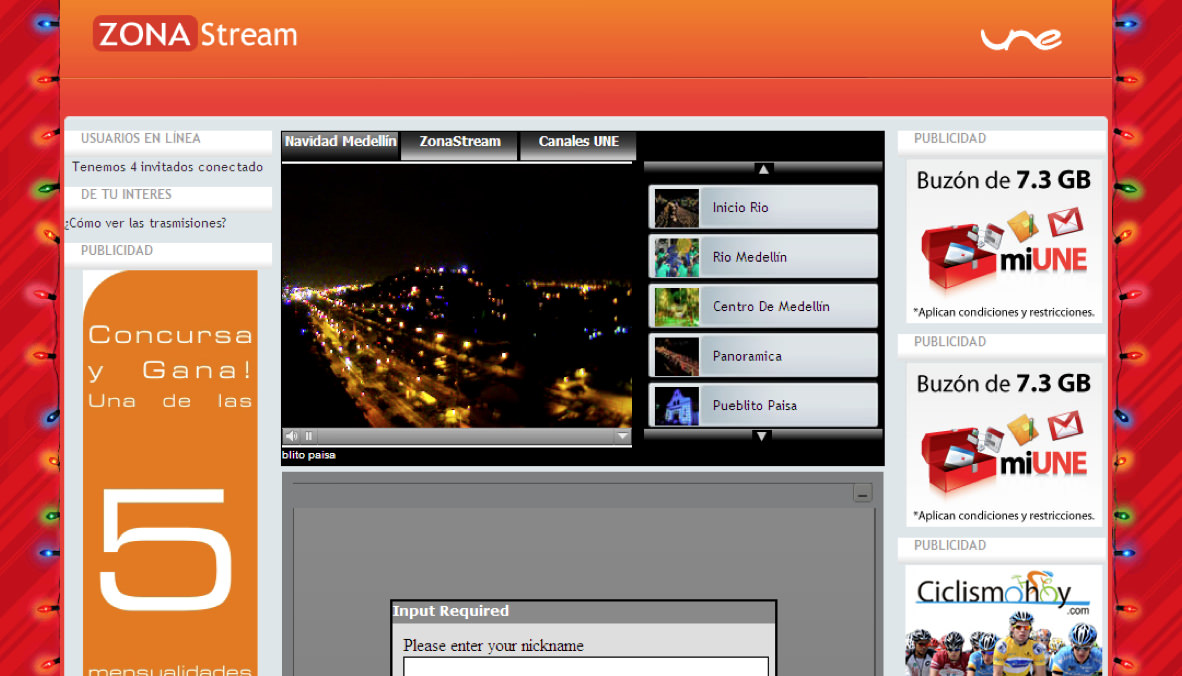 ZONA Stream
une
USUARIOS EN LÍNEA
Tenemos 4 invitados conectado
DE TU INTERES
¿Cómo ver las trasmisiones?
PUBLICIDAD
Concursa
y Gana!
Una de las
5
mensualidades
Navidad Medellín
ZonaStream
Canales UNE
Inicio Rio
Rio Medellín
Centro De Medellín
Panoramica
Pueblito Paisa
blito paisa
Input Required
Please enter your nickname
PUBLICIDAD
Buzón de 7.3 GB
miUNE
*Aplican condiciones y restricciones.
PUBLICIDAD
Buzón de 7.3 GB
miUNE
*Aplican condiciones y restricciones.
PUBLICIDAD
Ciclismohoy
.com